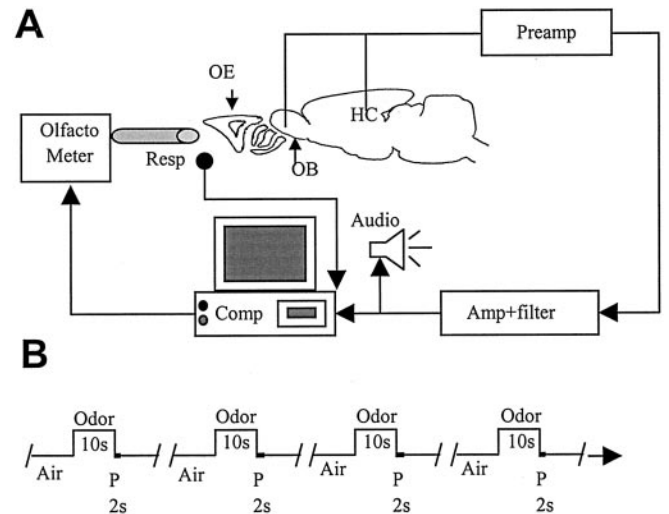 A
Preamp
OE
HC
Olfacto
Meter
Resp
OB
Audio
Comp
Amp+filter
B
Odor Odor Odor Odor
10s 10s 10s 10s
Air Air Air Air
P P P P
2s 2s 2s 2s